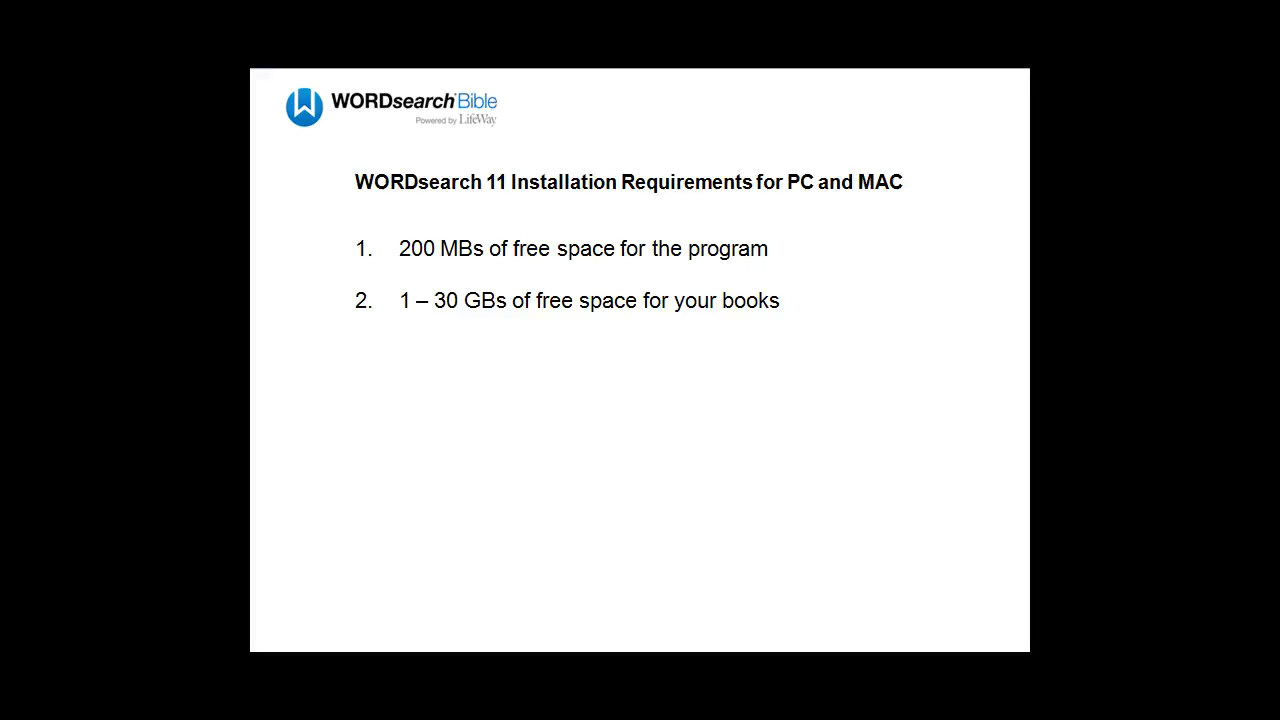 WORDsearch Bible
Powered by LifeWay
WORDsearch 11 Installation Requirements for PC and MAC
1. 200 MBs of free space for the program
2. 1 – 30 GBs of free space for your books